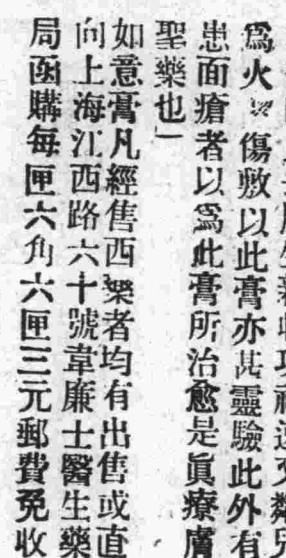 爲火傷敷以此膏亦甚靈驗此外有
患面瘡者以爲此膏所治愈是眞療膚
聖藥也」
如意膏凡經售西藥者均有出售或直
向上海江西路六十號韋廉士醫生藥
局函購每匣六角六匣三元郵費免收